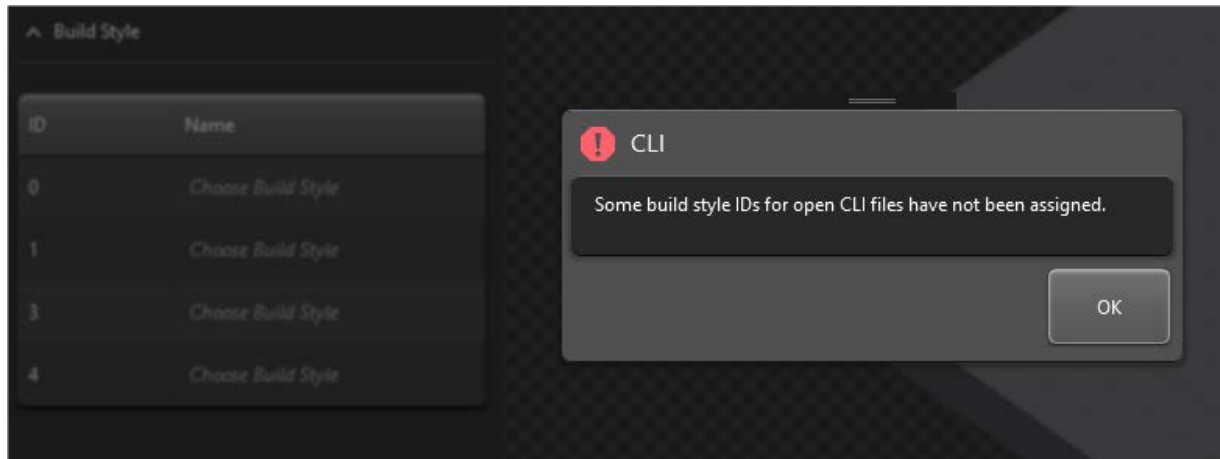 Build Style
ID Name
0 Choose Build Style
1 Choose Build Style
3 Choose Build Style
4 Choose Build Style
CLI
Some build style IDs for open CLI files have not been assigned.
OK